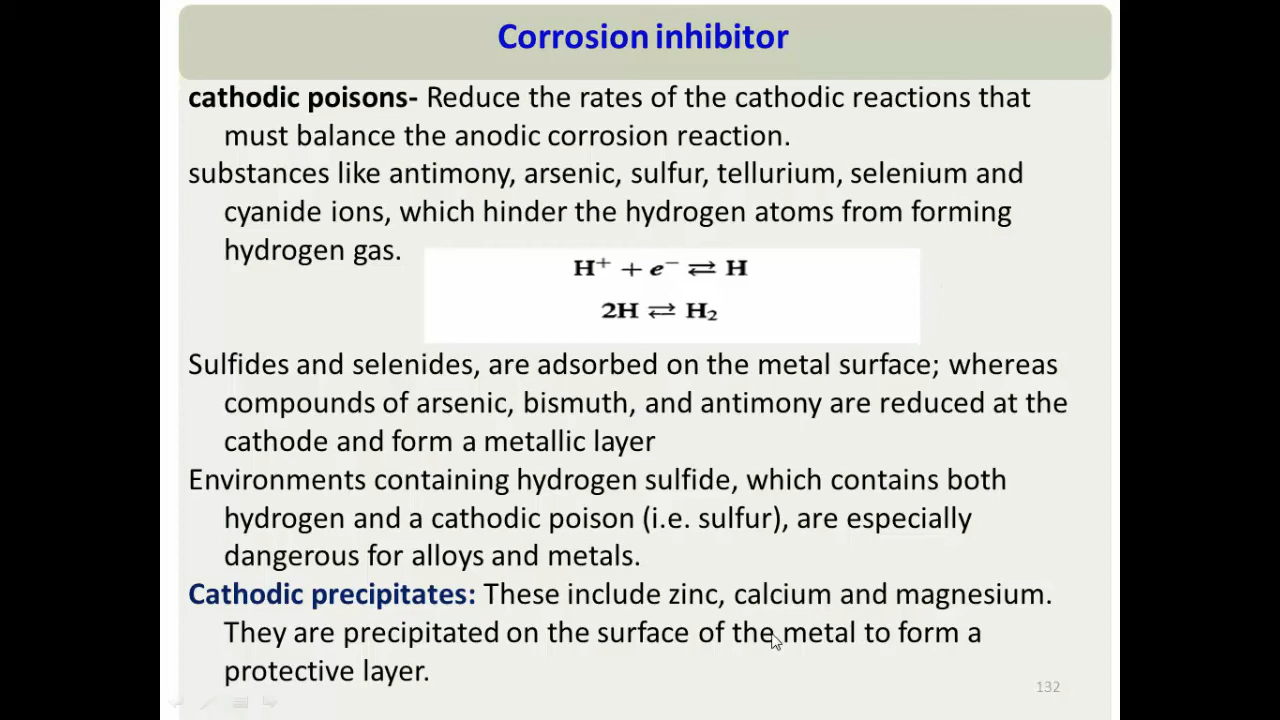 Corrosion inhibitor
cathodic poisons- Reduce the rates of the cathodic reactions that
must balance the anodic corrosion reaction.
substances like antimony, arsenic, sulfur, tellurium, selenium and
cyanide ions, which hinder the hydrogen atoms from forming
hydrogen gas.
H⁺ + e⁻ ⇄ H
2H ⇄ H₂
Sulfides and selenides, are adsorbed on the metal surface; whereas
compounds of arsenic, bismuth, and antimony are reduced at the
cathode and form a metallic layer
Environments containing hydrogen sulfide, which contains both
hydrogen and a cathodic poison (i.e. sulfur), are especially
dangerous for alloys and metals.
Cathodic precipitates: These include zinc, calcium and magnesium.
They are precipitated on the surface of the metal to form a
protective layer.
132